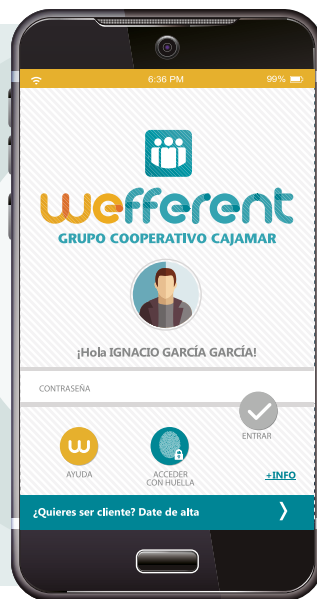 6:36 PM 99%
wefferent
GRUPO COOPERATIVO CAJAMAR
¡Hola IGNACIO GARCÍA GARCÍA!
CONTRASEÑA
ENTRAR
w
AYUDA
ACCEDER
CON HUELLA
+INFO
¿Quieres ser cliente? Date de alta